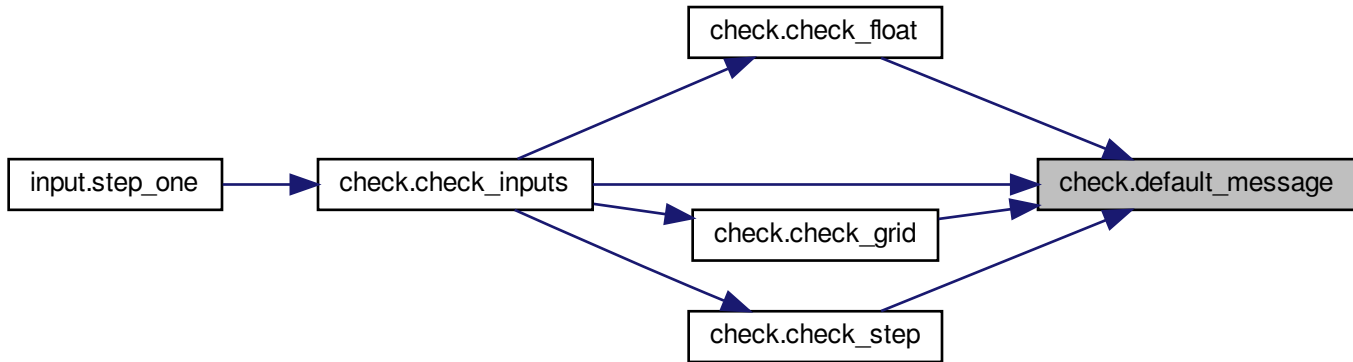 check.check_float
input.step_one
check.check_inputs
check.default_message
check.check_grid
check.check_step